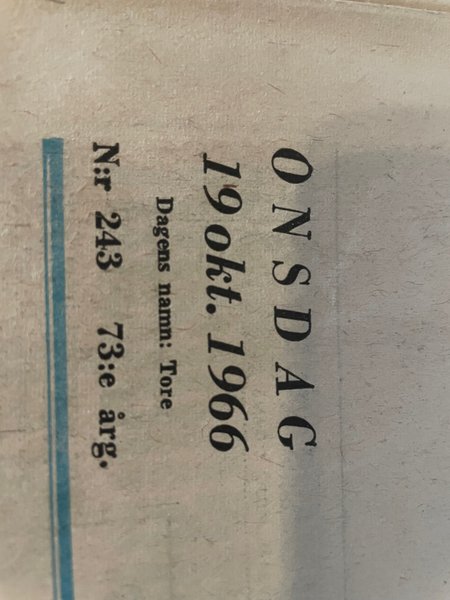 ONSDAG
19 okt. 1966
Dagens namn: Tore
N:r 243 73:e årg.